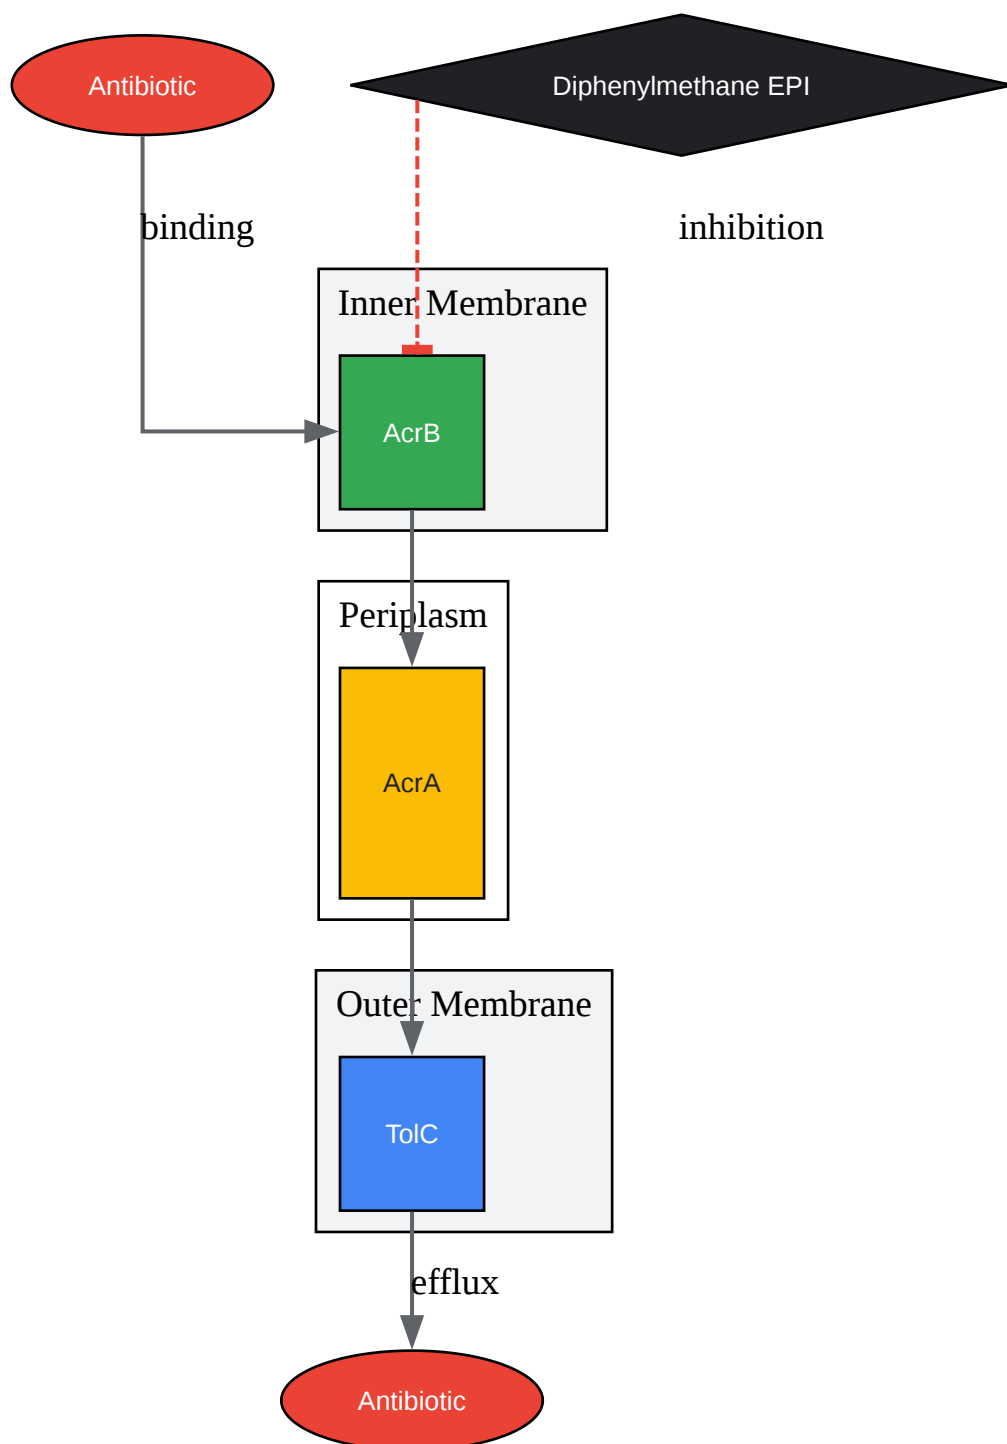 Antibiotic
Diphenylmethane EPI
binding
inhibition
Inner Membrane
AcrB
Periplasm
AcrA
Outer Membrane
TolC
efflux
Antibiotic